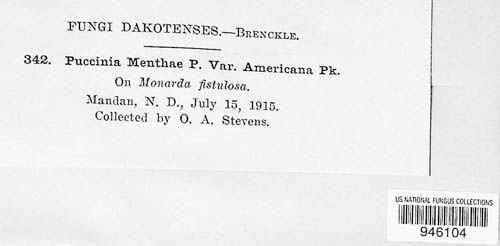 FUNGI DAKOTENSES.—BRENCKLE.
342. Puccinia Menthae P. Var. Americana Pk.
On Monarda fistulosa.
Mandan, N. D., July 15, 1915.
Collected by O. A. Stevens.
US NATIONAL FUNGUS COLLECTIONS
946104